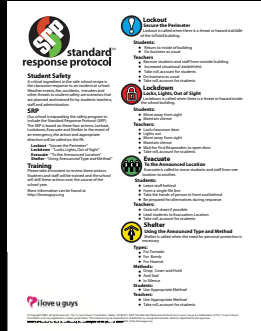 SRP
standard
response protocol
Student Safety
A critical ingredient in the safe school recipe is
the classroom response to an incident at school.
Weather events, fire, accidents, intruders and
other threats to student safety are scenarios that
are planned and trained for by students, teachers,
staff and administration.
SRP
Our school is expanding the safety program to
include the Standard Response Protocol (SRP).
The SRP is based on these four actions. Lockout,
Lockdown, Evacuate and Shelter. In the event of
an emergency, the action and appropriate
direction will be called on the PA.
Lockout - "Secure the Perimeter"
Lockdown - "Locks, Lights, Out of Sight"
Evacuate - "To the Announced Location"
Shelter - "Using Announced Type and Method"
Training
Please take a moment to review these actions.
Students and staff will be trained and the school
will drill these actions over the course of the
school year.
More information can be found at
http://iloveuguys.org
i love u guys
Lockout
Secure the Perimeter
Lockout is called when there is a threat or hazard outside
of the school building.
Students:
Return to inside of building
Do business as usual
Teachers
Recover students and staff from outside building
Increased situational awareness
Do business as usual
Take roll, account for students
Lockdown
Locks, Lights, Out of Sight
Lockdown is called when there is a threat or hazard inside
the school building.
Students:
Move away from sight
Maintain silence
Teachers:
Lock classroom door
Lights out
Move away from sight
Maintain silence
Wait for First Responders to open door
Take roll, account for students
Evacuate
To the Announced Location
Evacuate is called to move students and staff from one
location to another.
Students:
Leave stuff behind
Form a single file line
Take the hands of person in front and behind
Be prepared for alternatives during response.
Teachers:
Grab roll sheet if possible
Lead students to Evacuation Location
Take roll, account for students
Shelter
Using the Announced Type and Method
Shelter is called when the need for personal protection is
necessary.
Types:
For Tornado
For Bomb
For Hazmat
Methods:
Drop, Cover and Hold
And Seal
In Silence
Students:
Use Appropriate Method
Teachers:
Use Appropriate Method
Take roll, account for students